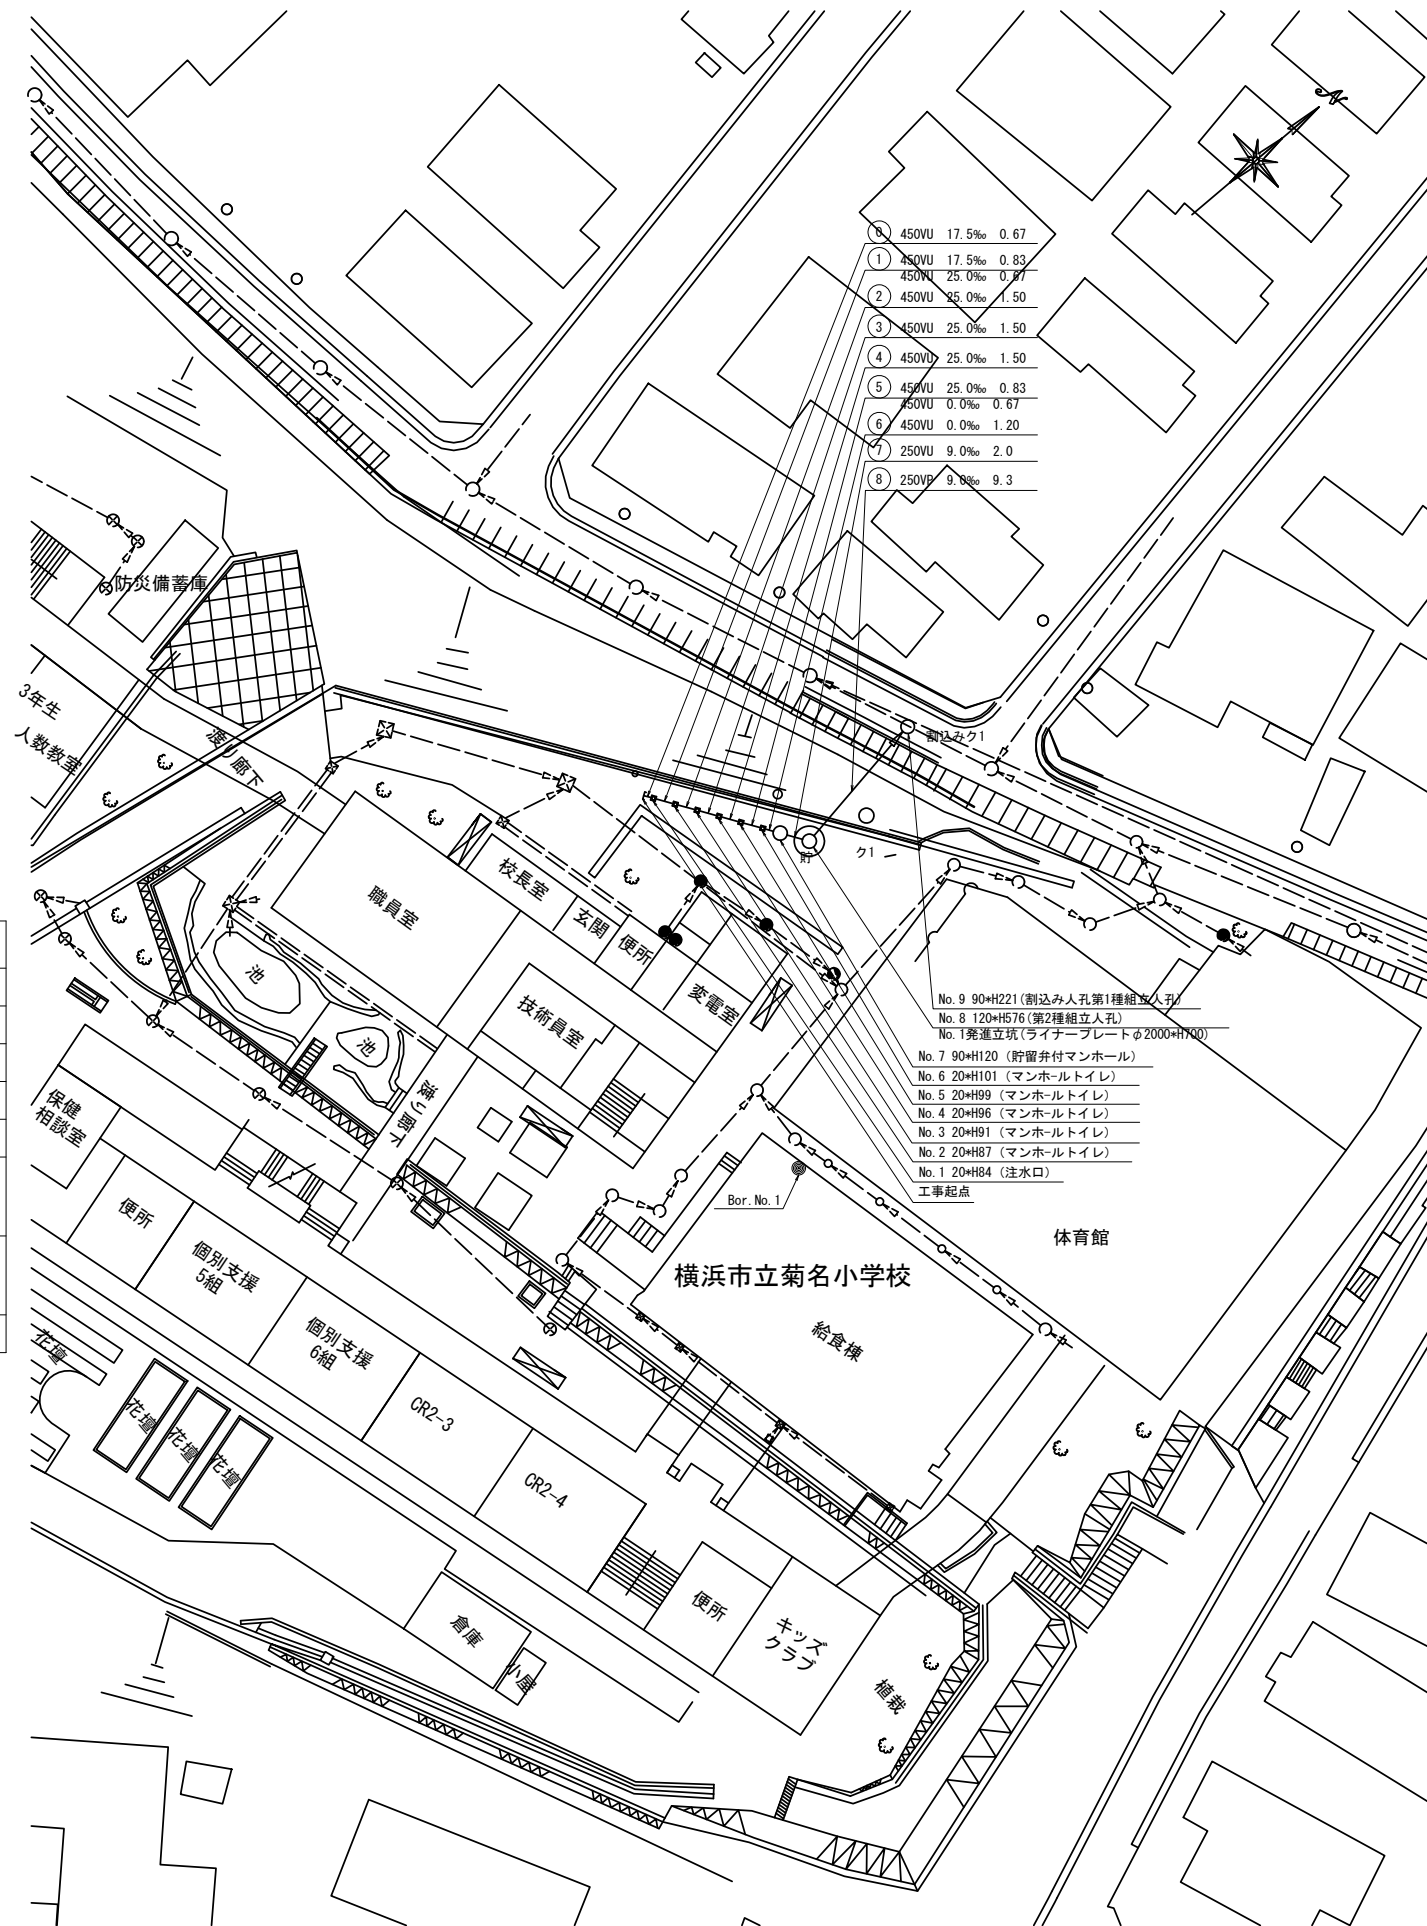 N
0 450VU 17.5‰ 0.67
1 450VU 17.5‰ 0.83
450VU 25.0‰ 0.67
2 450VU 25.0‰ 1.50
3 450VU 25.0‰ 1.50
4 450VU 25.0‰ 1.50
5 450VU 25.0‰ 0.83
450VU 0.0‰ 0.67
6 450VU 0.0‰ 1.20
7 250VU 9.0‰ 2.0
8 250VP 9.0‰ 9.3
防災備蓄庫
3年生
人数教室
渡り廊下
割込みク1
貯
ク1
職員室
校長室
玄関
便所
変電室
技術員室
池
池
渡り廊下
No.9 90*H221(割込み人孔第1種組立人孔)
No.8 120*H576(第2種組立人孔)
No.1発進立坑(ライナープレートφ2000*H700)
No.7 90*H120 (貯留弁付マンホール)
No.6 20*H101 (マンホールトイレ)
No.5 20*H99 (マンホールトイレ)
No.4 20*H96 (マンホールトイレ)
No.3 20*H91 (マンホールトイレ)
No.2 20*H87 (マンホールトイレ)
No.1 20*H84 (注水口)
工事起点
Bor.No.1
保健
相談室
便所
個別支援
5組
個別支援
6組
CR2-3
CR2-4
体育館
横浜市立菊名小学校
給食棟
花壇
花壇
花壇
花壇
便所
キッズ
クラブ
倉庫
小屋
植栽